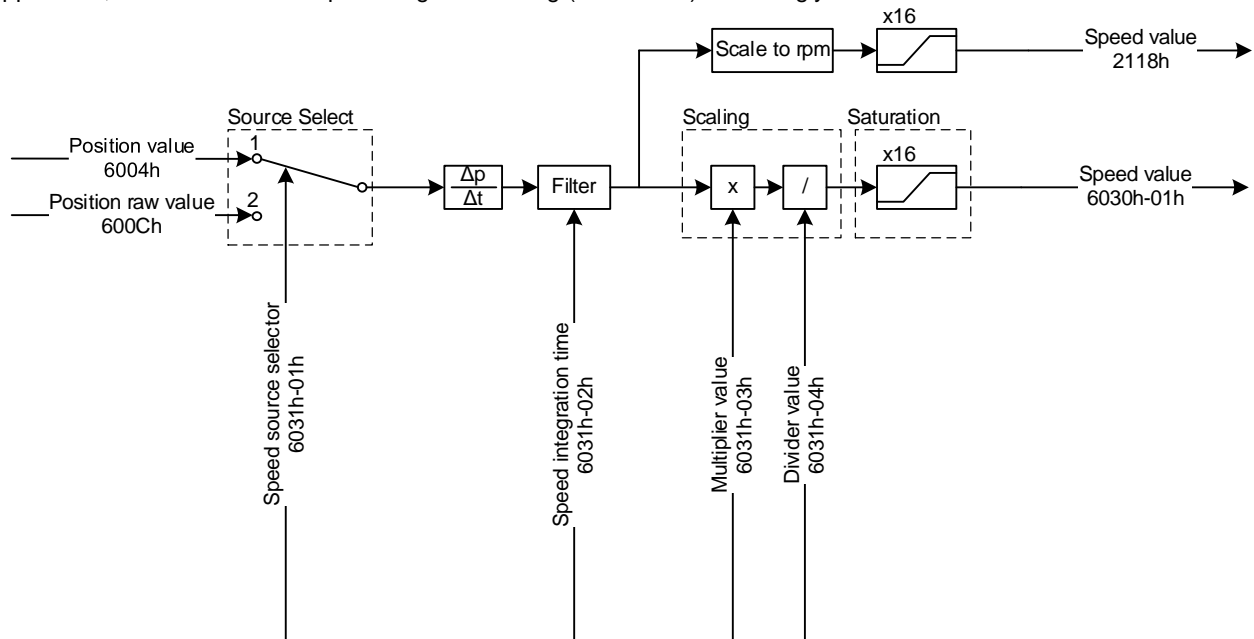 x16
Scale to rpm
Speed value
2118h
Source Select
Scaling
Saturation
Position value
6004h
1
Position raw value
600Ch
2
Δp
Δt
Filter
x
/
x16
Speed value
6030h-01h
Speed source selector
6031h-01h
Speed integration time
6031h-02h
Multiplier value
6031h-03h
Divider value
6031h-04h